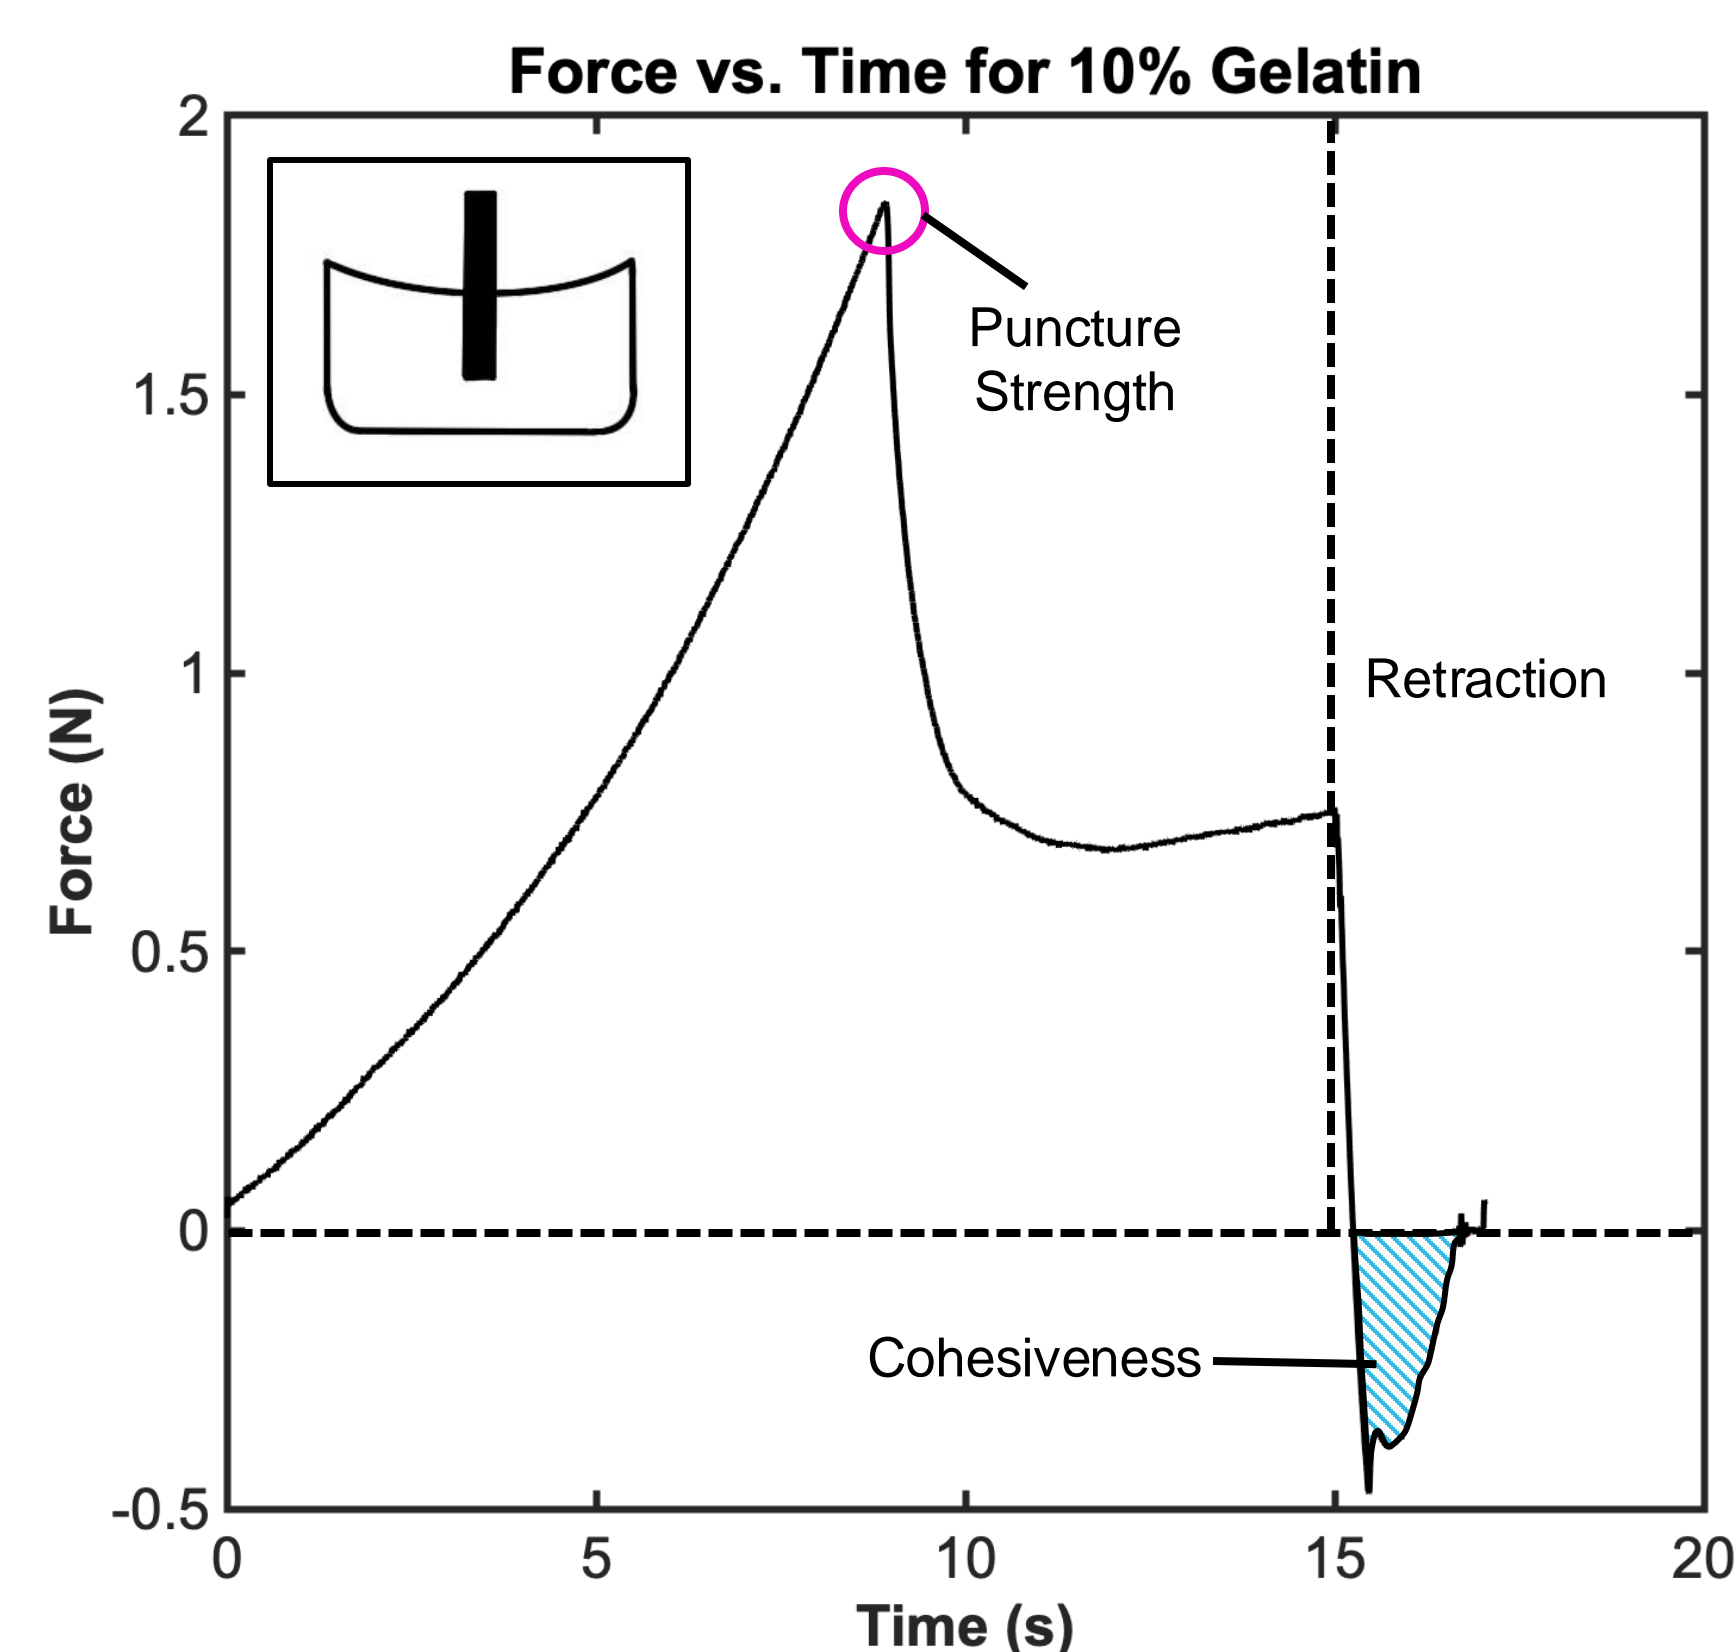 Force vs. Time for 10% Gelatin
2
1.5
1
0.5
0
-0.5
Force (N)
Puncture
Strength
Retraction
Cohesiveness
0 5 10 15 20
Time (s)